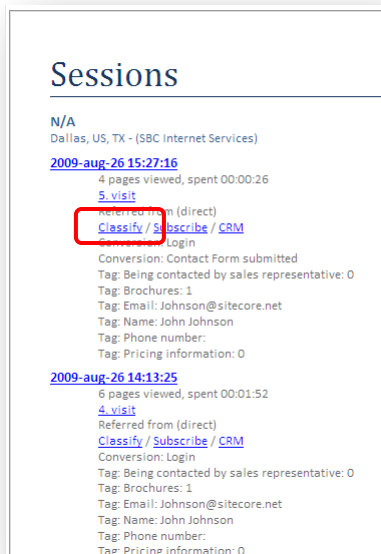 Sessions
N/A
Dallas, US, TX - (SBC Internet Services)
2009-aug-26 15:27:16
4 pages viewed, spent 00:00:26
5. visit
Referred from (direct)
Classify / Subscribe / CRM
Conversion: Login
Conversion: Contact Form submitted
Tag: Being contacted by sales representative: 0
Tag: Brochures: 1
Tag: Email: Johnson@sitecore.net
Tag: Name: John Johnson
Tag: Phone number:
Tag: Pricing information: 0
2009-aug-26 14:13:25
6 pages viewed, spent 00:01:52
4. visit
Referred from (direct)
Classify / Subscribe / CRM
Conversion: Login
Tag: Being contacted by sales representative: 0
Tag: Brochures: 1
Tag: Email: Johnson@sitecore.net
Tag: Name: John Johnson
Tag: Phone number:
Tag: Pricing information: 0